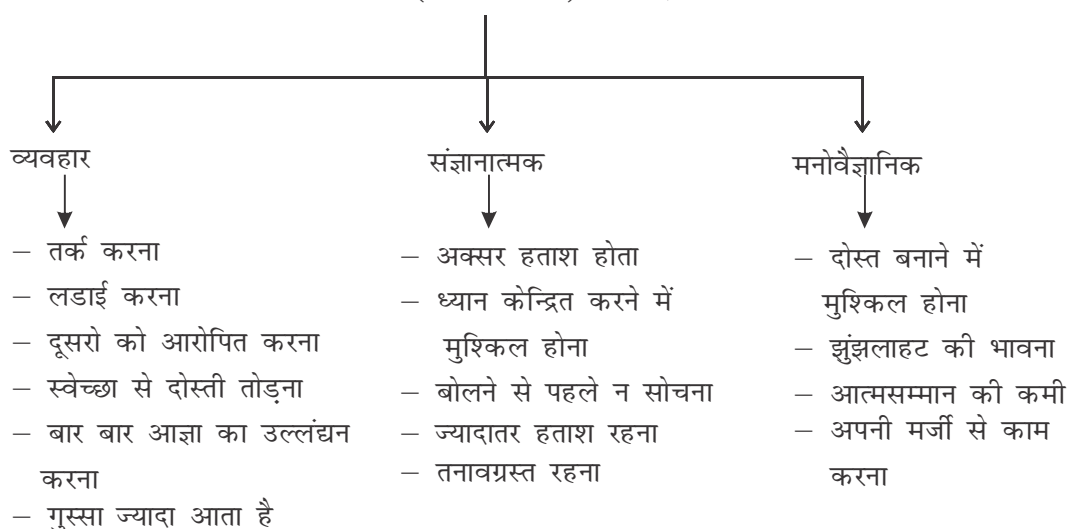 व्यवहार
– तर्क करना
– लडाई करना
– दूसरो को आरोपित करना
– स्वेच्छा से दोस्ती तोड़ना
– बार बार आज्ञा का उल्लंद्यन
करना
– गुस्सा ज्यादा आता है
संज्ञानात्मक
– अक्सर हताश होता
– ध्यान केन्द्रित करने में
मुश्किल होना
– बोलने से पहले न सोचना
– ज्यादातर हताश रहना
– तनावग्रस्त रहना
मनोवैज्ञानिक
– दोस्त बनाने में
मुश्किल होना
– झुंझलाहट की भावना
– आत्मसम्मान की कमी
– अपनी मर्जी से काम
करना